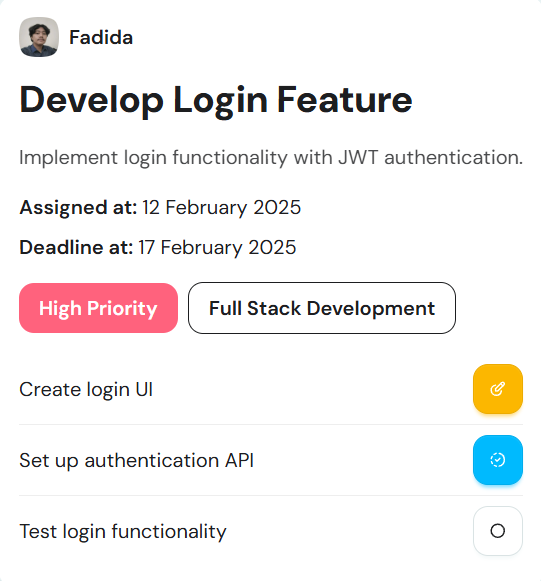 Fadida
Develop Login Feature
Implement login functionality with JWT authentication.
Assigned at: 12 February 2025
Deadline at: 17 February 2025
High Priority
Full Stack Development
Create login UI
Set up authentication API
Test login functionality